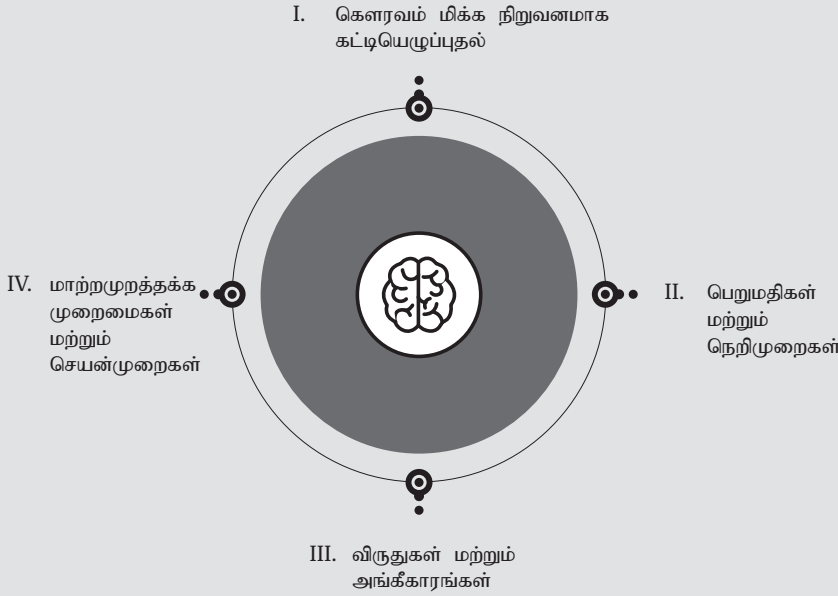 I. கௌரவம் மிக்க நிறுவனமாக
கட்டியெழுப்புதல்
II. பெறுமதிகள்
மற்றும்
நெறிமுறைகள்
III. விருதுகள் மற்றும்
அங்கீகாரங்கள்
IV. மாற்றமுறத்தக்க
முறைமைகள்
மற்றும்
செயன்முறைகள்